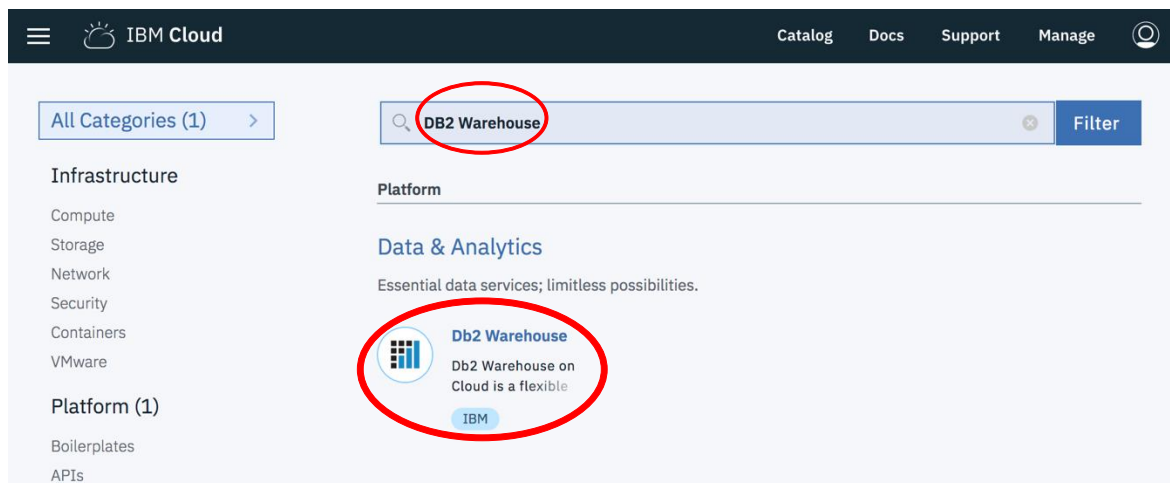 IBM Cloud
Catalog Docs Support Manage
All Categories (1) >
DB2 Warehouse
Filter
Infrastructure
Compute
Storage
Network
Security
Containers
VMware
Platform (1)
Boilerplates
APIs
Platform
Data & Analytics
Essential data services; limitless possibilities.
Db2 Warehouse
Db2 Warehouse on
Cloud is a flexible
IBM